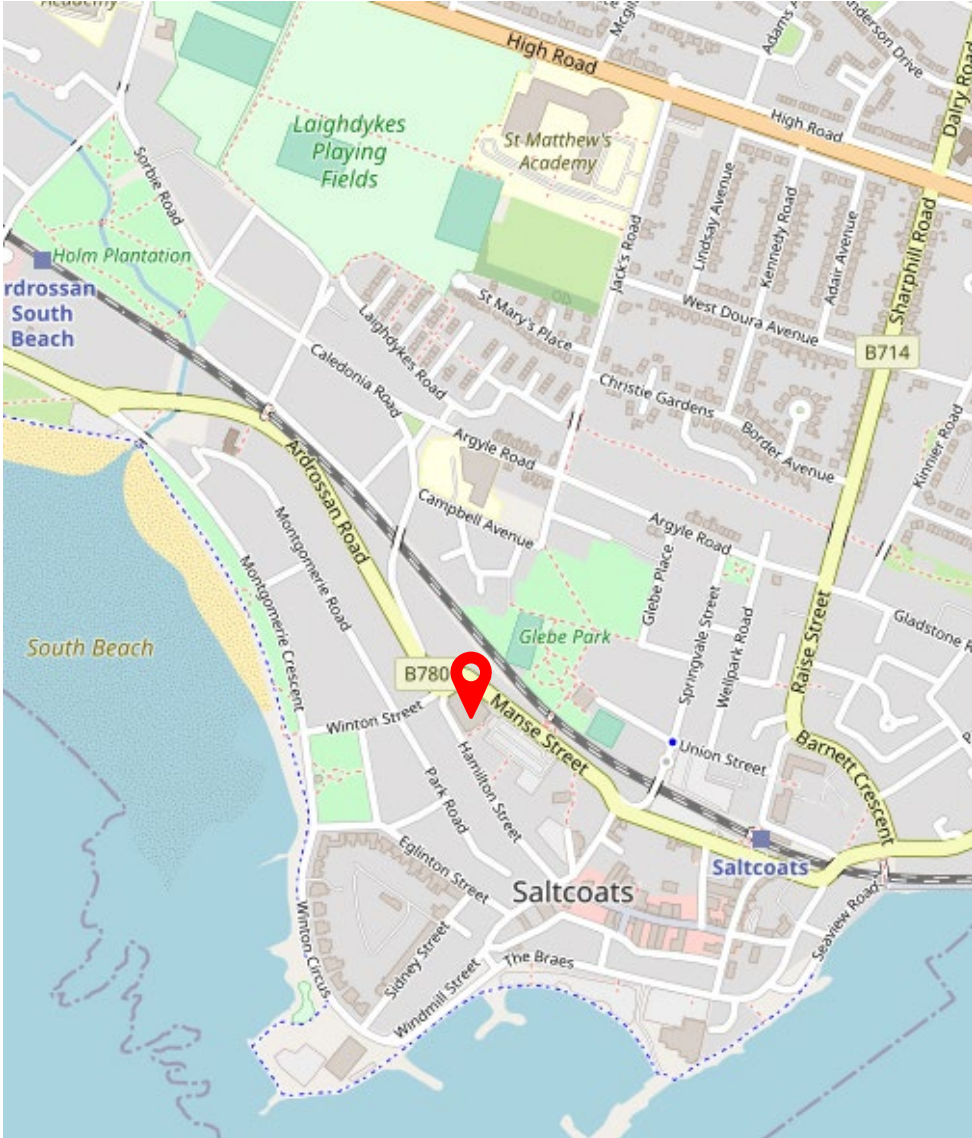 Academy
Mcgil
Adams A
Anderson Drive
High Road
Dalry Road
High Road
Laighdykes
Playing
Fields
St Matthew's
Academy
Sorbie Road
Lindsay Avenue
Kennedy Road
Adair Avenue
Jack's Road
Sharphill Road
Holm Plantation
rdrossan
South
Beach
St Mary's Place
West Doura Avenue
B714
Laighdykes Road
Caledonia Road
Christie Gardens
Border Avenue
Kinnier Road
Argyle Road
Ardrossan Road
Campbell Avenue
Argyle Road
Montgomerie Road
Montgomerie Crescent
Glebe Place
Springvale Street
Wellpark Road
Raise Street
Gladstone R
Glebe Park
South Beach
B780
Winton Street
Manse Street
Union Street
Barnett Crescent
P
Hamilton Street
Park Road
Eglinton Street
Saltcoats
Saltcoats
Winton Circus
Sidney Street
Windmill Street
The Braes
Seaview Road